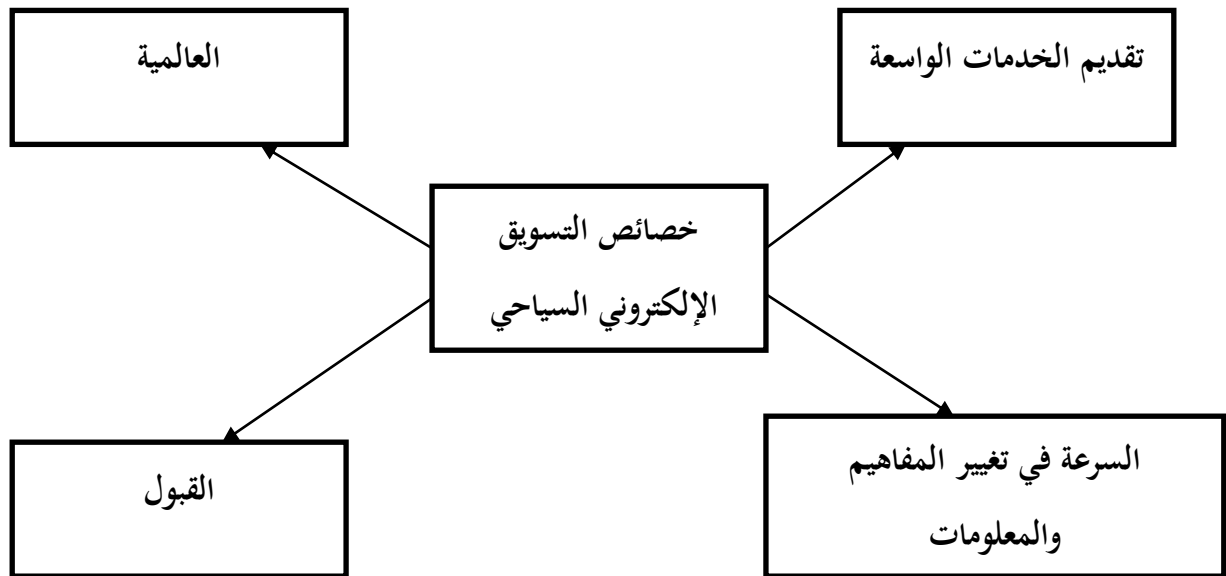 تقديم الخدمات الواسعة
العالمية
خصائص التسويق
الإلكتروني السياحي
السرعة في تغيير المفاهيم
والمعلومات
القبول